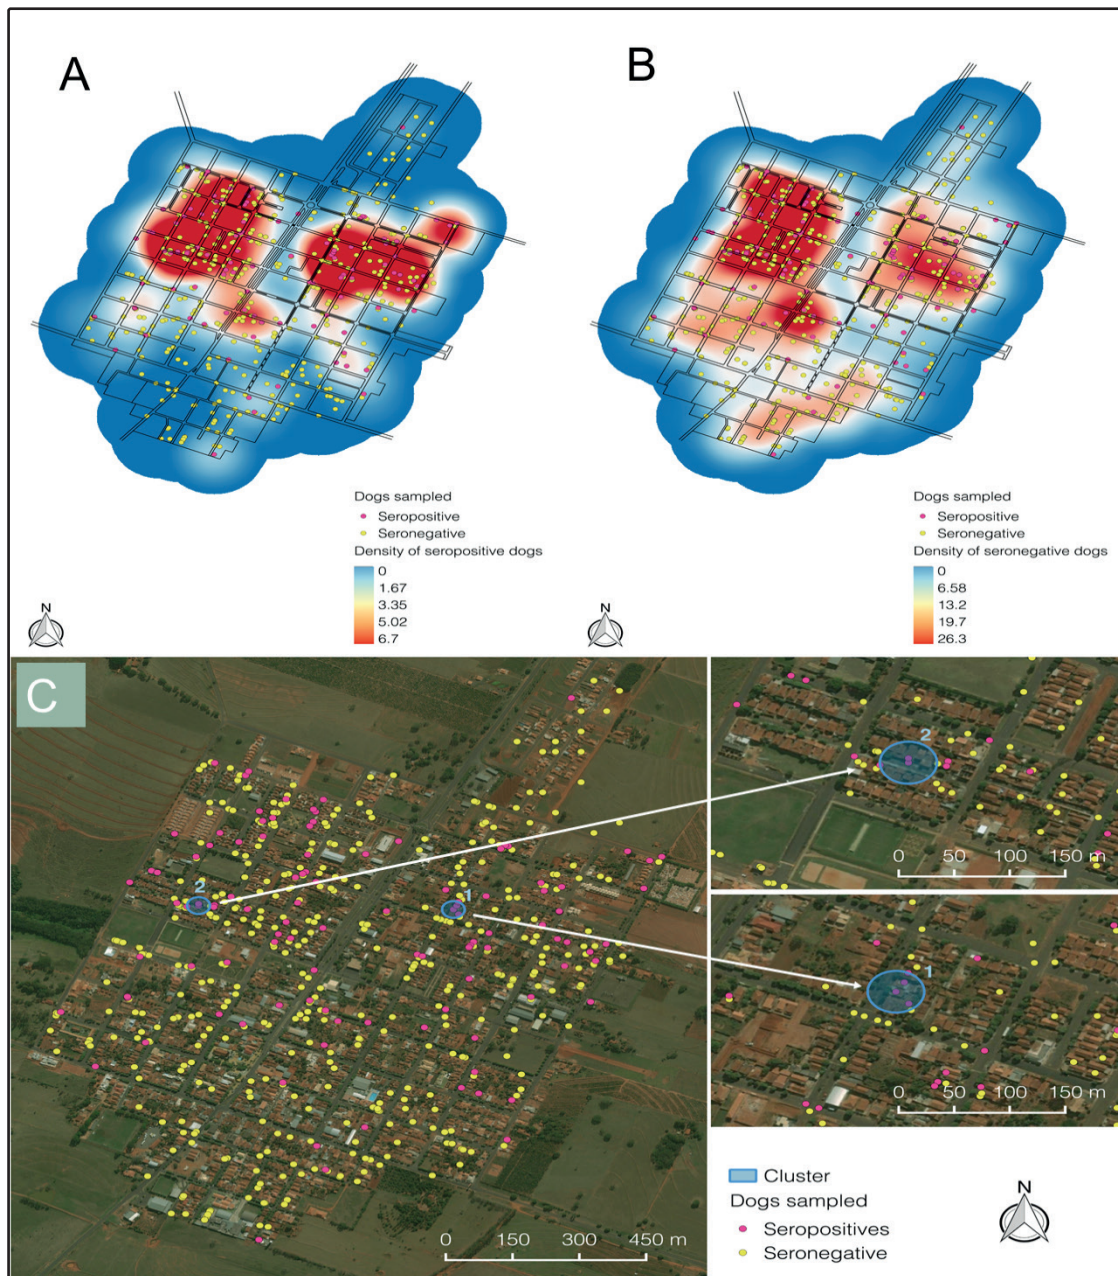 A
B
Dogs sampled
Seropositive
Seronegative
Density of seropositive dogs
0
1.67
3.35
5.02
6.7
N
Dogs sampled
Seropositive
Seronegative
Density of seronegative dogs
0
6.58
13.2
19.7
26.3
N
C
2
1
0 150 300 450 m
2
0 50 100 150 m
1
0 50 100 150 m
Cluster
Dogs sampled
Seropositives
Seronegative
N